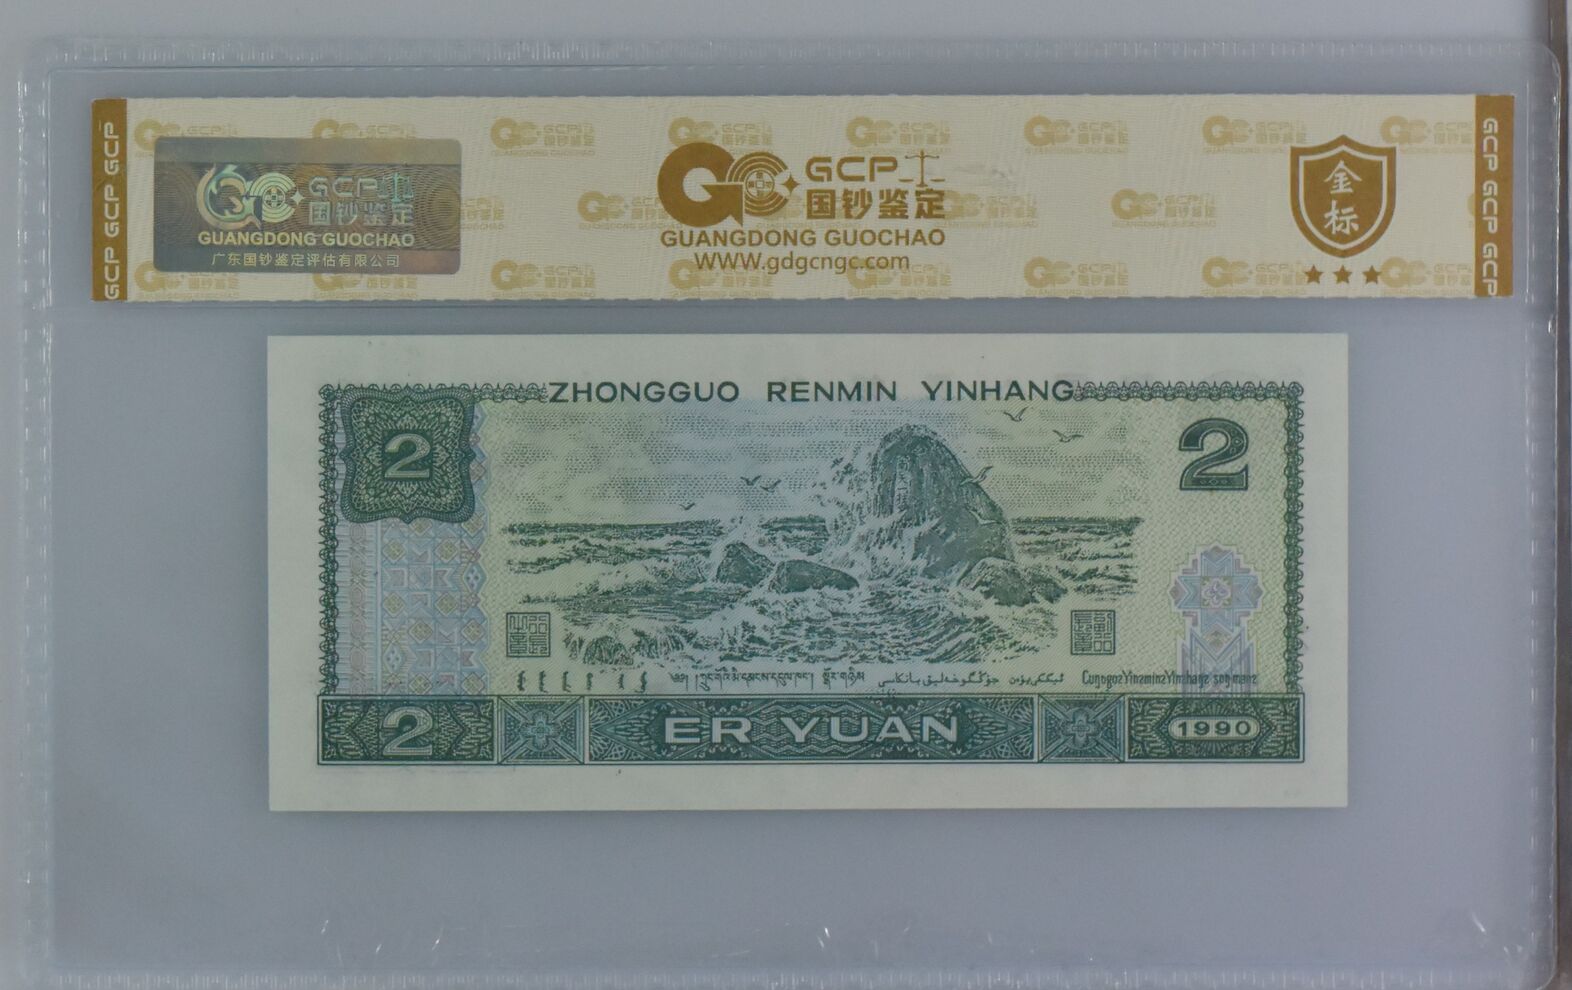 GCP GCP GCP
GCP
国钞鉴定
GUANGDONG GUOCHAO
广东国钞鉴定评估有限公司
GCP
国钞鉴定
GUANGDONG GUOCHAO
www.gdgcngc.com
金标
GCP GCP GCP
ZHONGGUO RENMIN YINHANG
2
2
2
ER YUAN
1990